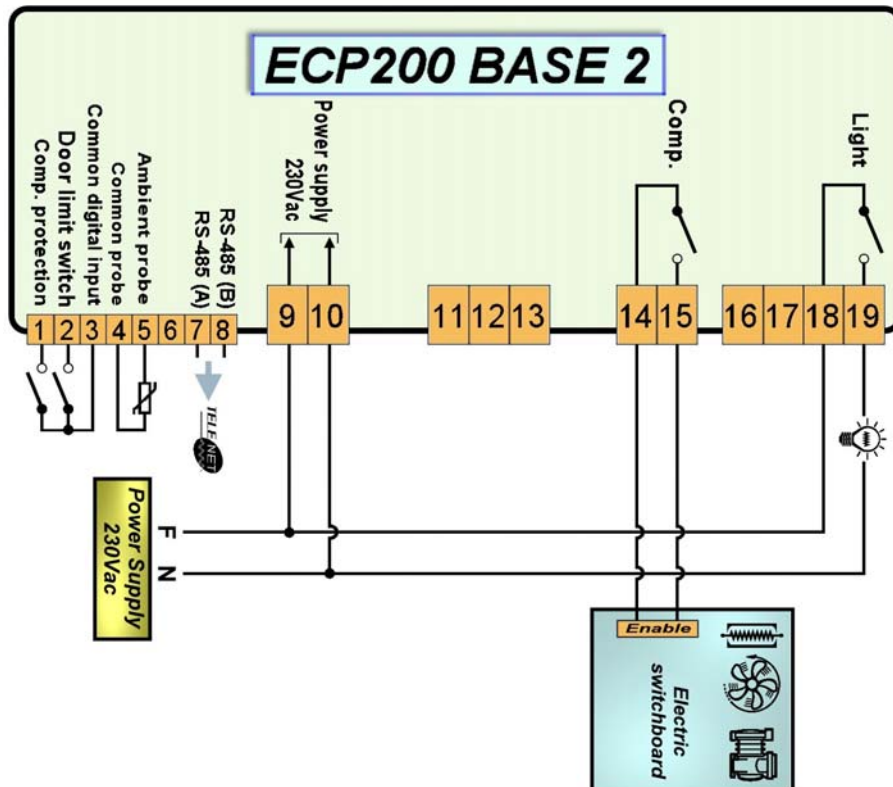 ECP200 BASE 2
Comp. protection
Door limit switch
Common digital input
Common probe
Ambient probe
RS-485 (A)
RS-485 (B)
Power supply
230Vac
Comp.
Light
1 2 3 4 5 6 7 8
9 10
11 12 13
14 15
16 17 18 19
TELE NET
Power Supply
230Vac
F
N
Enable
Electric
switchboard